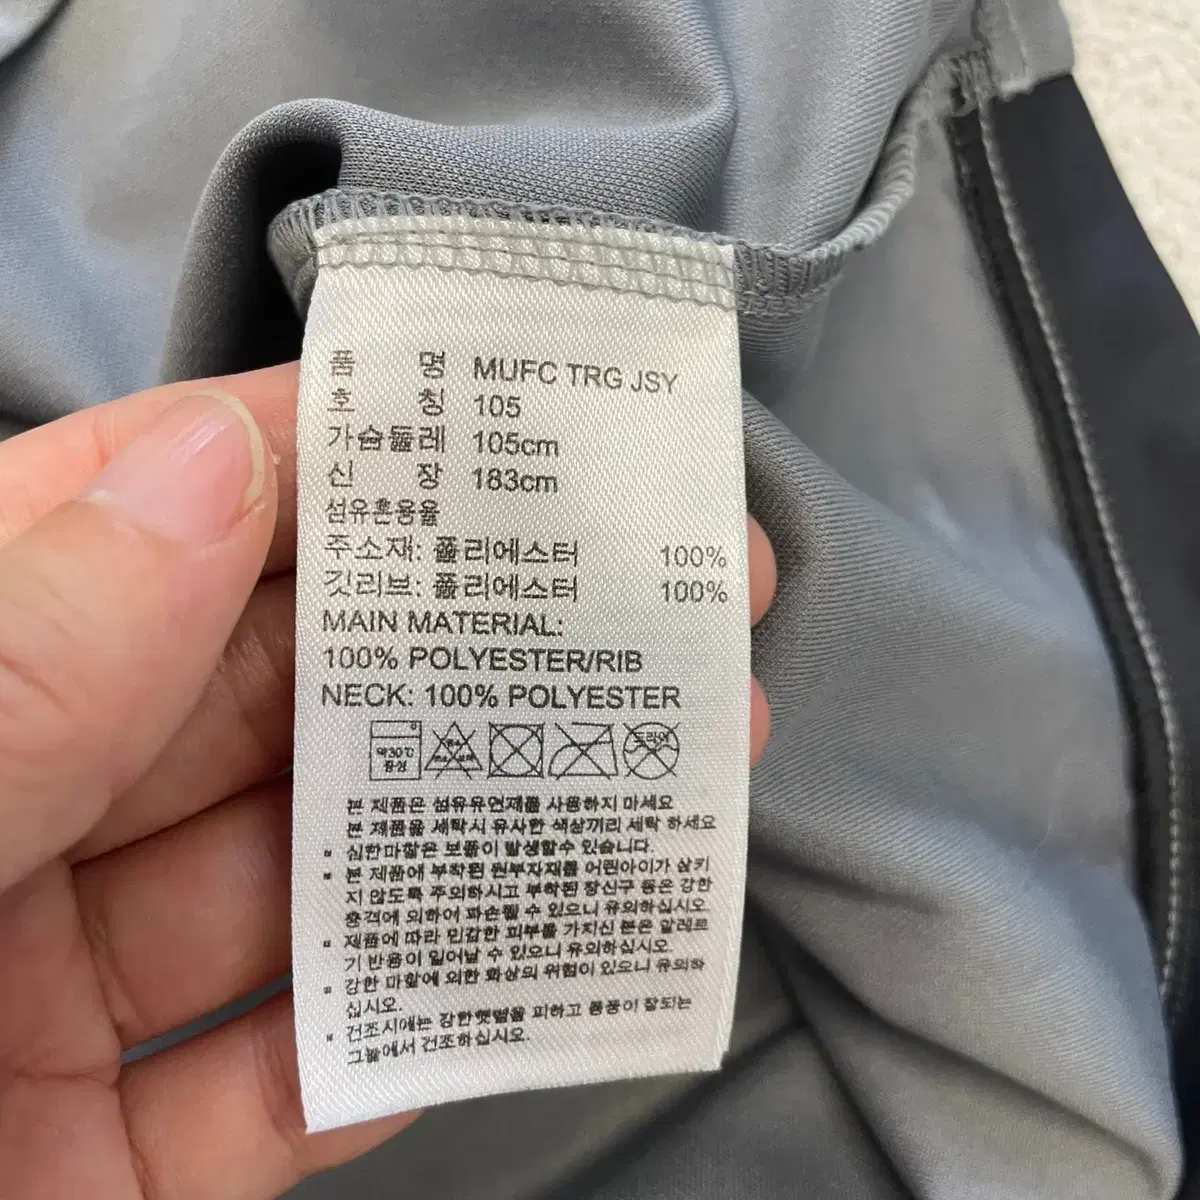 품 명 MUFC TRG JSY
호 칭 105
가슴둘레 105cm
신 장 183cm
섬유혼용율
주소재: 폴리에스터 100%
깃리브: 폴리에스터 100%
MAIN MATERIAL:
100% POLYESTER/RIB
NECK: 100% POLYESTER
약30℃
중성
드라이
본 제품은 섬유유연제를 사용하지 마세요
본 제품을 세탁시 유사한 색상끼리 세탁 하세요
▪ 심한마찰은 보풀이 발생할수 있습니다.
▪ 본 제품에 부착된 원부자재를 어린아이가 삼키
지 않도록 주의하시고 부착된 장신구 등은 강한
충격에 의하여 파손될 수 있으니 유의하십시오.
▪ 제품에 따라 민감한 피부를 가지신 분은 알레르
기 반응이 일어날 수 있으니 유의하십시오.
▪ 강한 마찰에 의한 화상의 위험이 있으니 유의하
십시오.
▪ 건조시에는 강한햇볕을 피하고 통풍이 잘되는
그늘에서 건조하십시오.